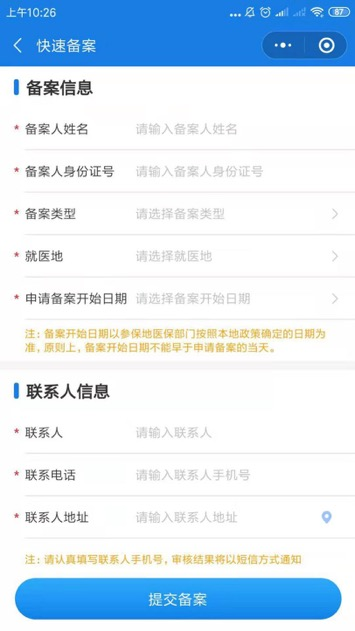 上午10:26
87
快速备案
备案信息
* 备案人姓名 请输入备案人姓名
* 备案人身份证号 请输入备案人身份证号
* 备案类型 请选择备案类型
* 就医地 请选择就医地
* 申请备案开始日期 请选择备案开始日期
注：备案开始日期以参保地医保部门按照本地政策确定的日期为
准，原则上，备案开始日期不能早于申请备案的当天。
联系人信息
* 联系人 请输入联系人
* 联系电话 请输入联系人手机号
* 联系人地址 请输入联系人地址
注：请认真填写联系人手机号，审核结果将以短信方式通知
提交备案